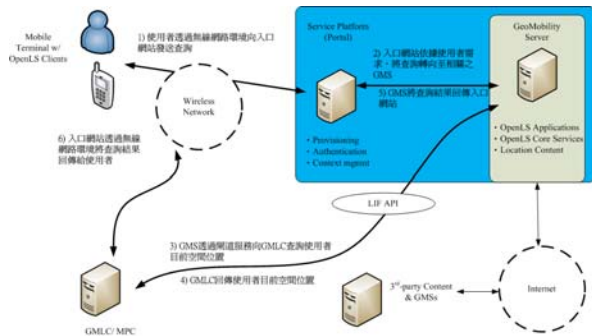 Mobile
Terminal w/
OpenLS Clients
1) 使用者透過無線網路環境向入口
網站發送查詢
Service Platform
(Portal)
GeoMobility
Server
2) 入口網站依據使用者需
求，將查詢轉向至相關之
GMS
5) GMS將查詢結果回傳入口
網站
Wireless
Network
• Provisioning
• Authentication
• Context mgmnt
• OpenLS Applications
• OpenLS Core Services
• Location Content
6) 入口網站透過無線
網路環境將查詢結果
回傳給使用者
LIF API
3) GMS透過閘道服務向GMLC查詢使用者
目前空間位置
4) GMLC回傳使用者目前空間位置
GMLC/ MPC
3rd-party Content
& GMSs
Internet